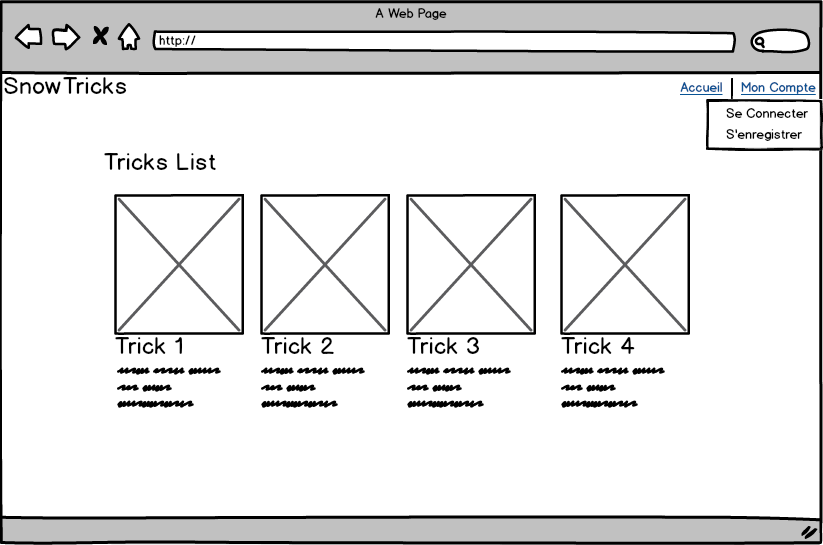 A Web Page
http://
SnowTricks
Accueil
Mon Compte
Se Connecter
S'enregistrer
Tricks List
Trick 1
Trick 2
Trick 3
Trick 4